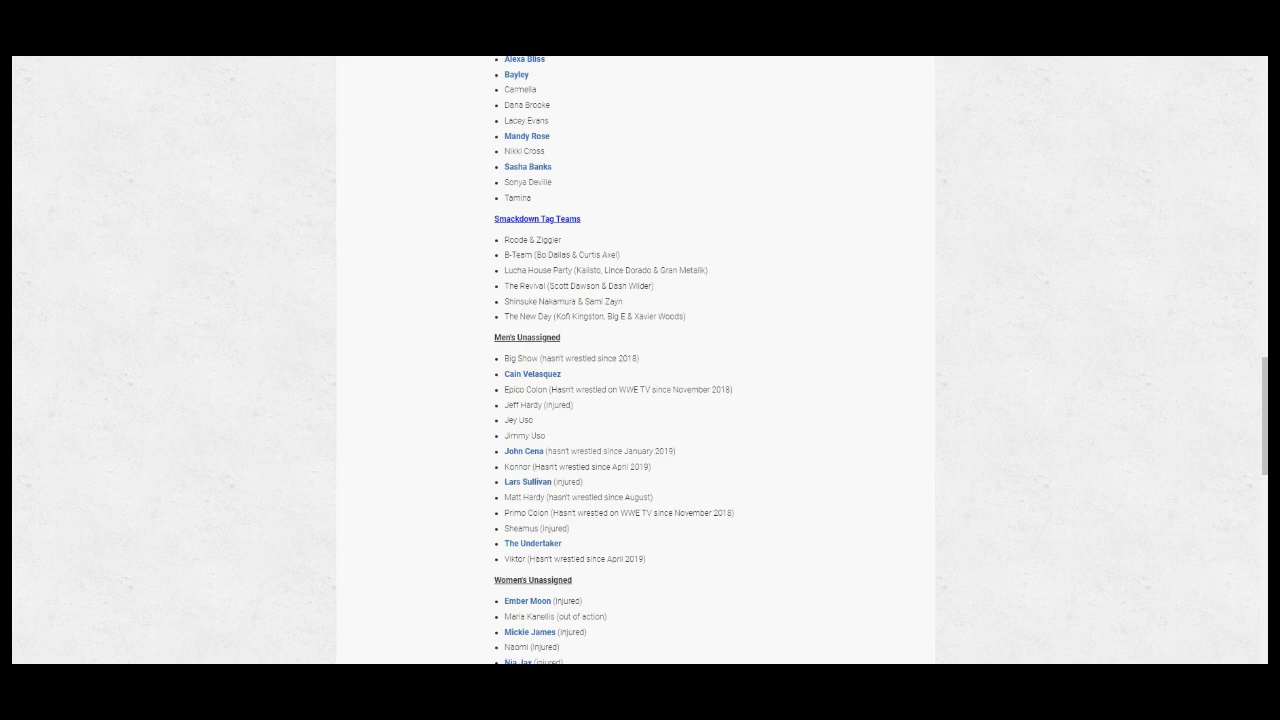 Alexa Bliss
Bayley
Carmella
Dana Brooke
Lacey Evans
Mandy Rose
Nikki Cross
Sasha Banks
Sonya Deville
Tamina
Smackdown Tag Teams
Roode & Ziggler
B-Team (Bo Dallas & Curtis Axel)
Lucha House Party (Kalisto, Lince Dorado & Gran Metalik)
The Revival (Scott Dawson & Dash Wilder)
Shinsuke Nakamura & Sami Zayn
The New Day (Kofi Kingston, Big E & Xavier Woods)
Men's Unassigned
Big Show (hasn't wrestled since 2018)
Cain Velasquez
Epico Colon (Hasn't wrestled on WWE TV since November 2018)
Jeff Hardy (injured)
Jey Uso
Jimmy Uso
John Cena (hasn't wrestled since January 2019)
Konnor (Hasn't wrestled since April 2019)
Lars Sullivan (injured)
Matt Hardy (hasn't wrestled since August)
Primo Colon (Hasn't wrestled on WWE TV since November 2018)
Sheamus (injured)
The Undertaker
Viktor (Hasn't wrestled since April 2019)
Women's Unassigned
Ember Moon (injured)
Maria Kanellis (out of action)
Mickie James (injured)
Naomi (injured)
Nia Jax (injured)